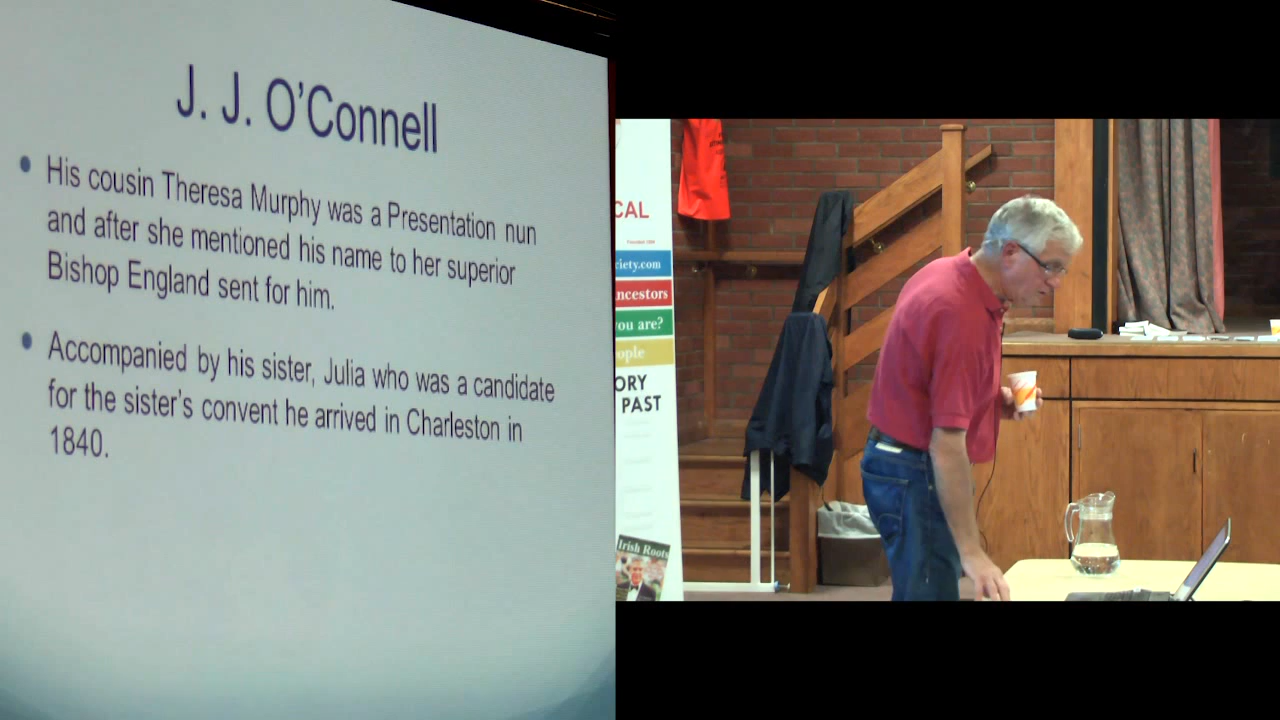 J. J. O'Connell
• His cousin Theresa Murphy was a Presentation nun
and after she mentioned his name to her superior
Bishop England sent for him.
• Accompanied by his sister, Julia who was a candidate
for the sister's convent he arrived in Charleston in
1840.
CAL
ciety.com
ncestors
you are?
ople
ORY
PAST
Irish Roots